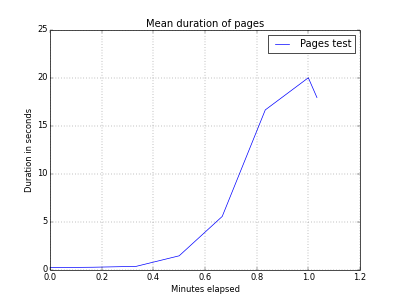 Mean duration of pages
25
20
15
10
5
0
Duration in seconds
Pages test
0.0 0.2 0.4 0.6 0.8 1.0 1.2
Minutes elapsed